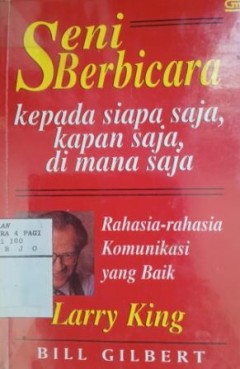 GM
Seni
Berbicara
kepada siapa saja,
kapan saja,
di mana saja
Rahasia-rahasia
Komunikasi
yang Baik
Larry King
BILL GILBERT